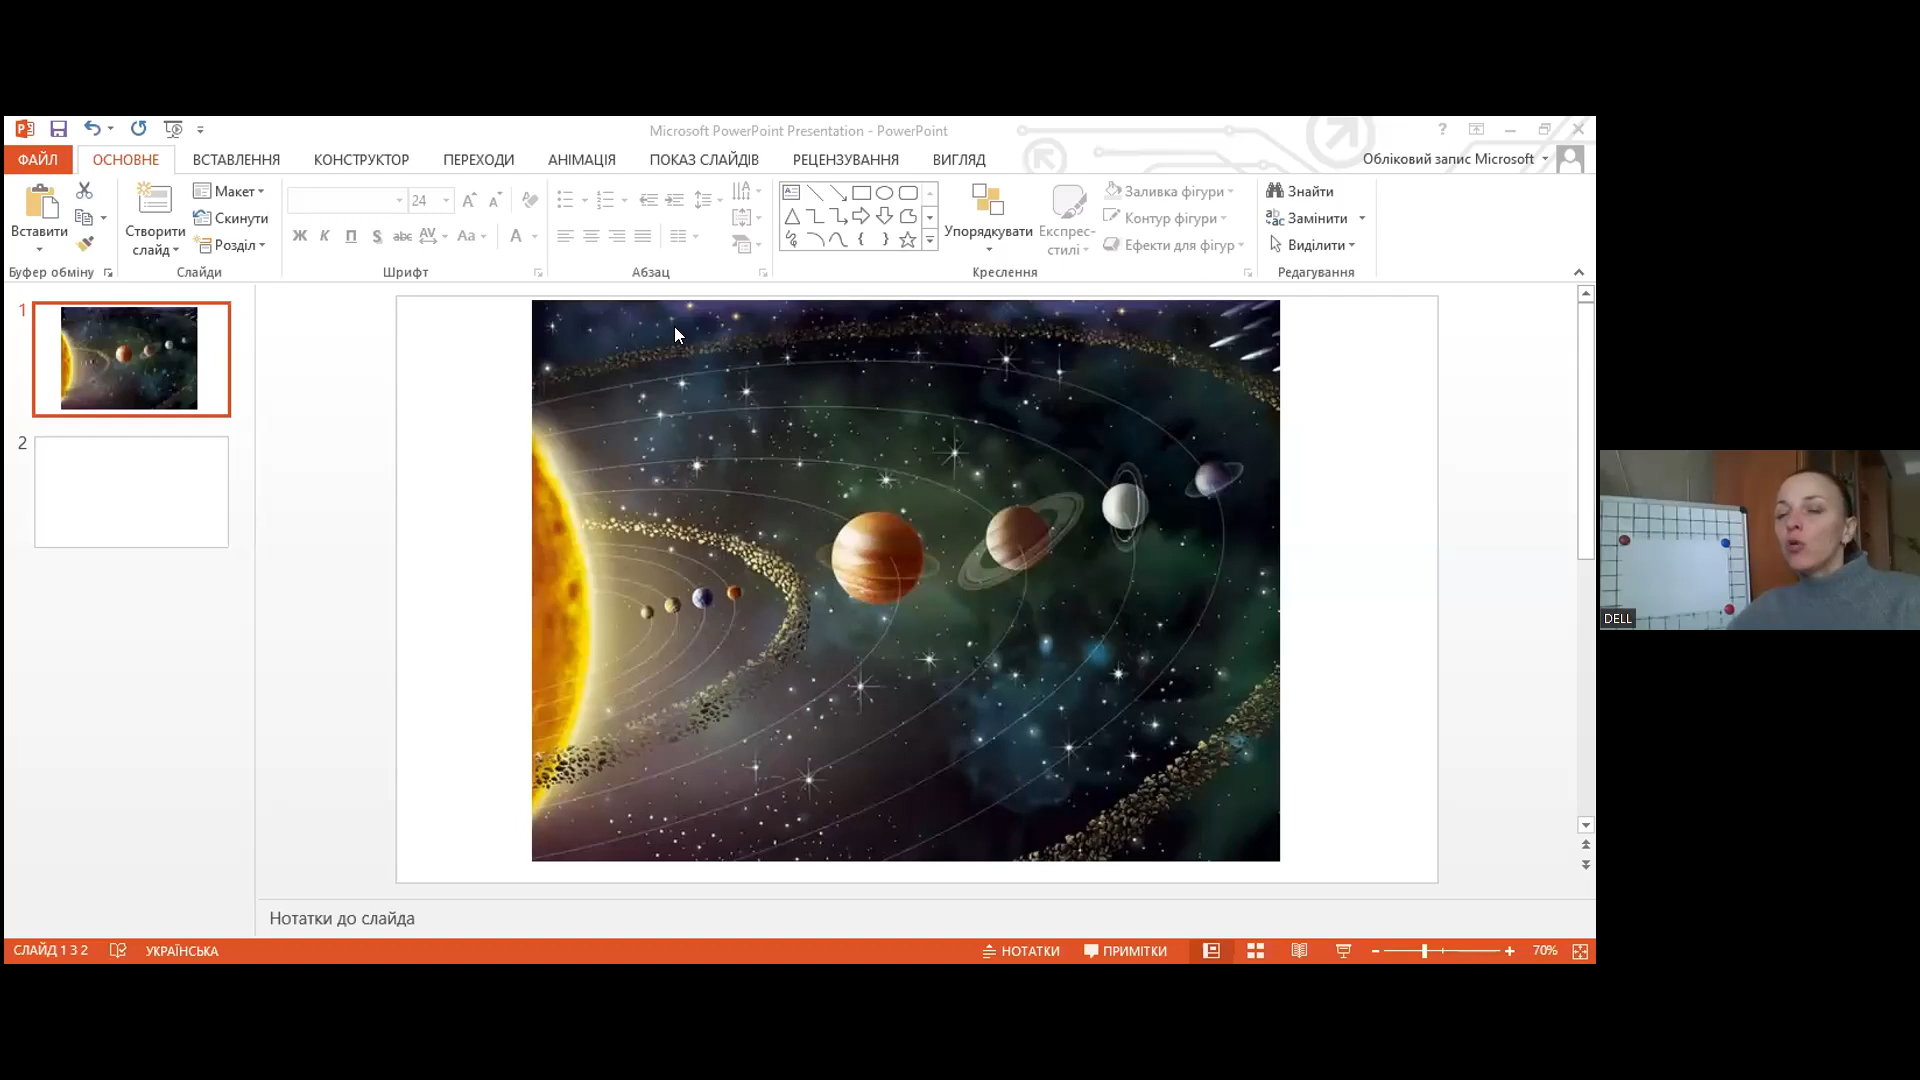 Microsoft PowerPoint Presentation - PowerPoint
ФАЙЛ ОСНОВНЕ ВСТАВЛЕННЯ КОНСТРУКТОР ПЕРЕХОДИ АНІМАЦІЯ ПОКАЗ СЛАЙДІВ РЕЦЕНЗУВАННЯ ВИГЛЯД Обліковий запис Microsoft
Вставити
Буфер обміну
Створити
слайд
Макет
Скинути
Розділ
Слайди
24
Ж К П S abc AV Aa A
Шрифт
Абзац
Упорядкувати
Експрес-
стилі
Заливка фігури
Контур фігури
Ефекти для фігур
Креслення
Знайти
Замінити
Виділити
Редагування
1
2
Нотатки до слайда
СЛАЙД 1 З 2 УКРАЇНСЬКА НОТАТКИ ПРИМІТКИ 70%
DELL